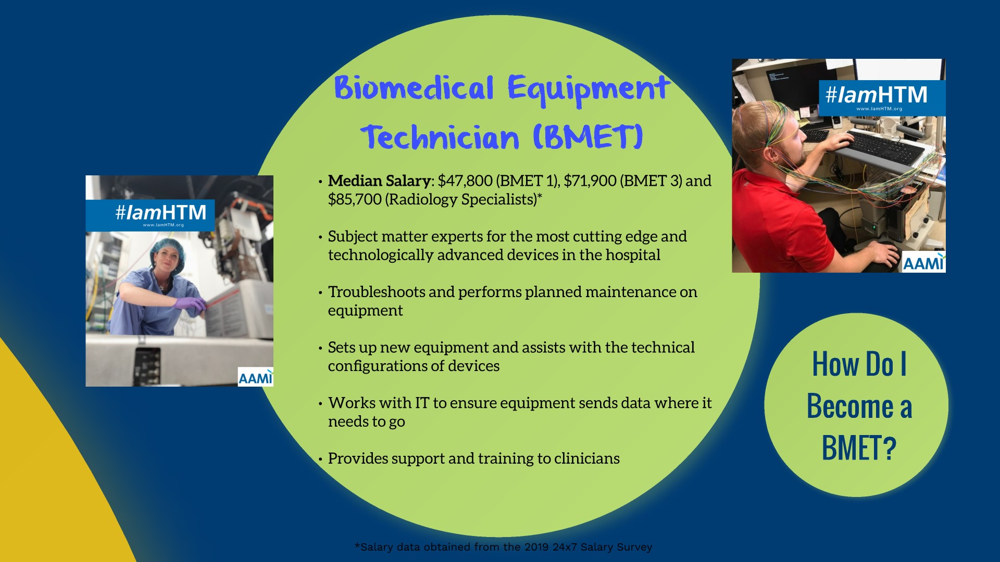 Biomedical Equipment
Technician (BMET)
• Median Salary: $47,800 (BMET 1), $71,900 (BMET 3) and
$85,700 (Radiology Specialists)*
• Subject matter experts for the most cutting edge and
technologically advanced devices in the hospital
• Troubleshoots and performs planned maintenance on
equipment
• Sets up new equipment and assists with the technical
configurations of devices
• Works with IT to ensure equipment sends data where it
needs to go
• Provides support and training to clinicians
#IamHTM
www.IamHTM.org
AAMI
#IamHTM
www.IamHTM.org
AAMI
How Do I
Become a
BMET?
*Salary data obtained from the 2019 24x7 Salary Survey